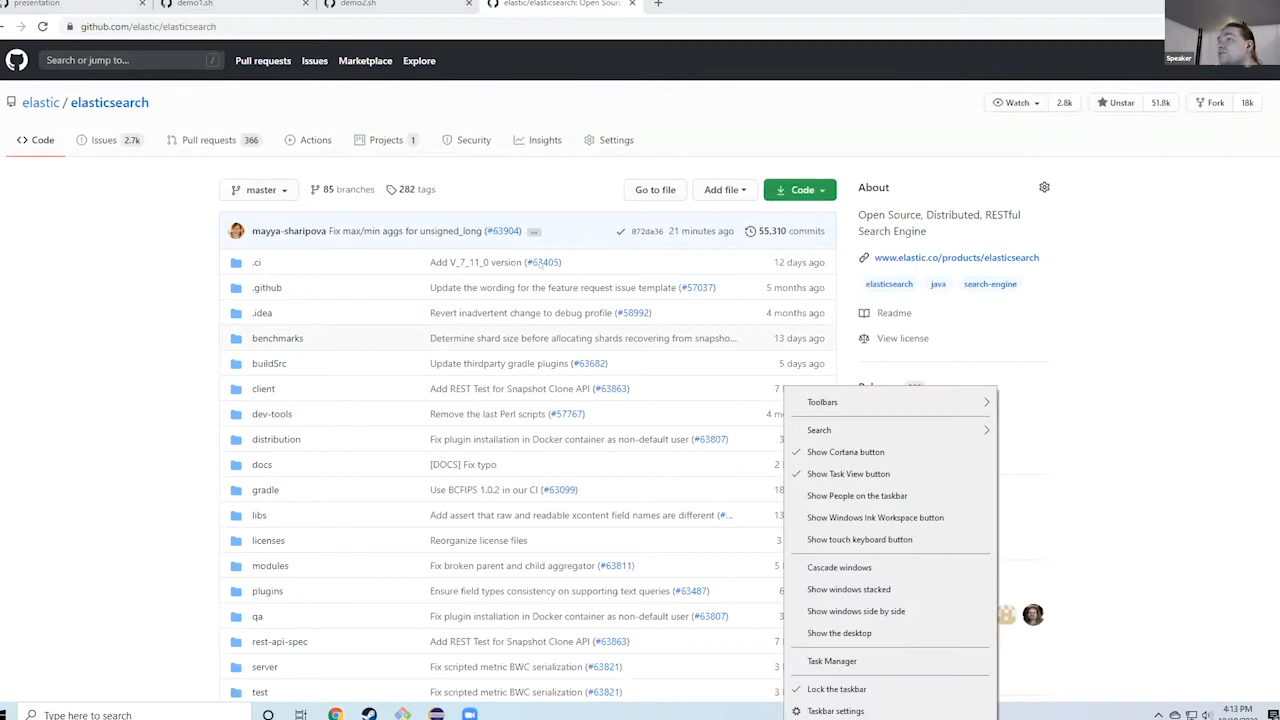 presentation
demo1.sh
demo2.sh
elastic/elasticsearch: Open Sour
github.com/elastic/elasticsearch
Speaker
Search or jump to...
/
Pull requests
Issues
Marketplace
Explore
elastic / elasticsearch
Watch
2.8k
Unstar
51.8k
Fork
18k
Code
Issues 2.7k
Pull requests 366
Actions
Projects 1
Security
Insights
Settings
master
85 branches
282 tags
Go to file
Add file
Code
About
Open Source, Distributed, RESTful
Search Engine
www.elastic.co/products/elasticsearch
elasticsearch
java
search-engine
Readme
View license
mayya-sharipova Fix max/min aggs for unsigned_long (#63904) ...
072da36 21 minutes ago
55,310 commits
.ci Add V_7_11_0 version (#63405) 12 days ago
.github Update the wording for the feature request issue template (#57037) 5 months ago
.idea Revert inadvertent change to debug profile (#58992) 4 months ago
benchmarks Determine shard size before allocating shards recovering from snapsho... 13 days ago
buildSrc Update thirdparty gradle plugins (#63682) 5 days ago
client Add REST Test for Snapshot Clone API (#63863) 7
dev-tools Remove the last Perl scripts (#57767) 4 m
distribution Fix plugin installation in Docker container as non-default user (#63807) 3
docs [DOCS] Fix typo 2
gradle Use BCFIPS 1.0.2 in our CI (#63099) 18
libs Add assert that raw and readable xcontent field names are different (#... 13
licenses Reorganize license files 3
modules Fix broken parent and child aggregator (#63811) 5
plugins Ensure field types consistency on supporting text queries (#63487) 6
qa Fix plugin installation in Docker container as non-default user (#63807)
rest-api-spec Add REST Test for Snapshot Clone API (#63863) 7
server Fix scripted metric BWC serialization (#63821) 3
test Fix scripted metric BWC serialization (#63821) 3
Toolbars
Search
Show Cortana button
Show Task View button
Show People on the taskbar
Show Windows Ink Workspace button
Show touch keyboard button
Cascade windows
Show windows stacked
Show windows side by side
Show the desktop
Task Manager
Lock the taskbar
Taskbar settings
Type here to search
4:13 PM